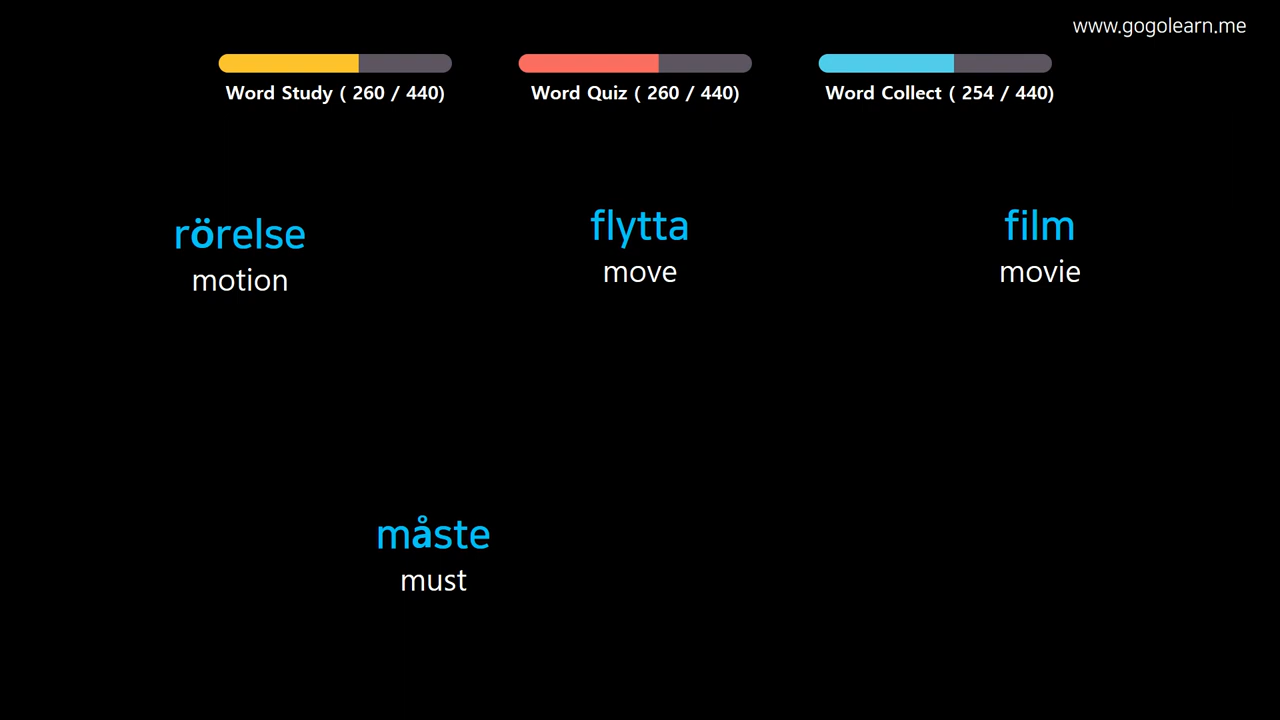 www.gogolearn.me
Word Study ( 260 / 440)
Word Quiz ( 260 / 440)
Word Collect ( 254 / 440)
rörelse
motion
flytta
move
film
movie
måste
must